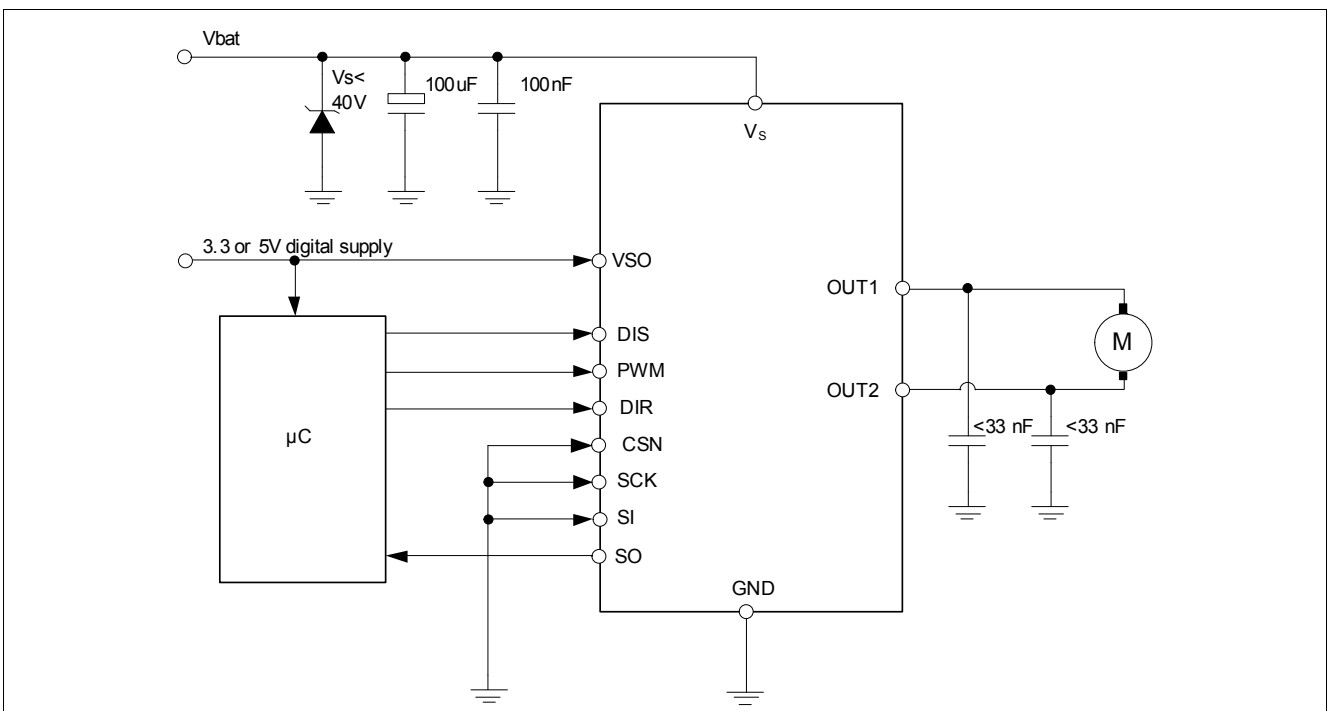 Vbat
Vs<
40V
100uF
100nF
VS
3.3 or 5V digital supply
VSO
OUT1
DIS
M
PWM
OUT2
DIR
<33 nF
<33 nF
µC
CSN
SCK
SI
SO
GND